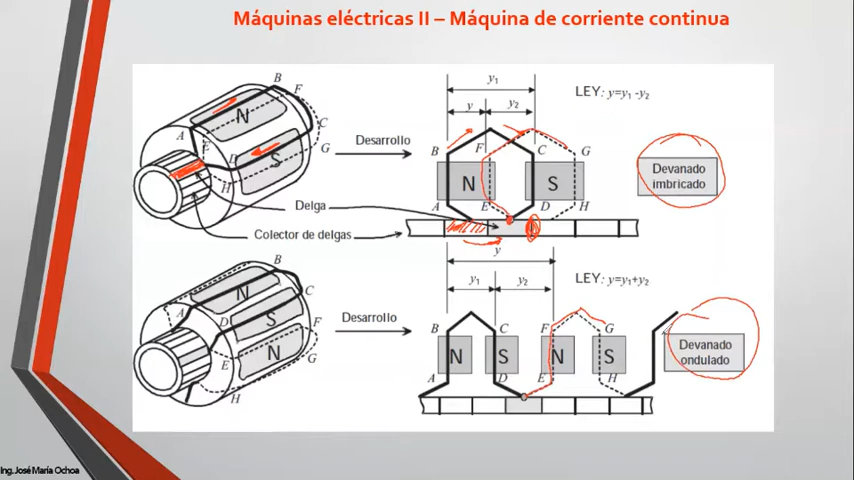 Máquinas eléctricas II – Máquina de corriente continua
B
F
N
A
C
E
D
S
G
H
Desarrollo
Delga
Colector de delgas
y1
y
y2
LEY: y=y1 -y2
B
F
C
G
N
S
A
E
D
H
Devanado
imbricado
B
N
C
A
D
S
F
E
N
G
H
Desarrollo
y
y1
y2
LEY: y=y1+y2
B
C
F
G
N
S
N
S
A
D
E
H
Devanado
ondulado
Ing. José María Ochoa